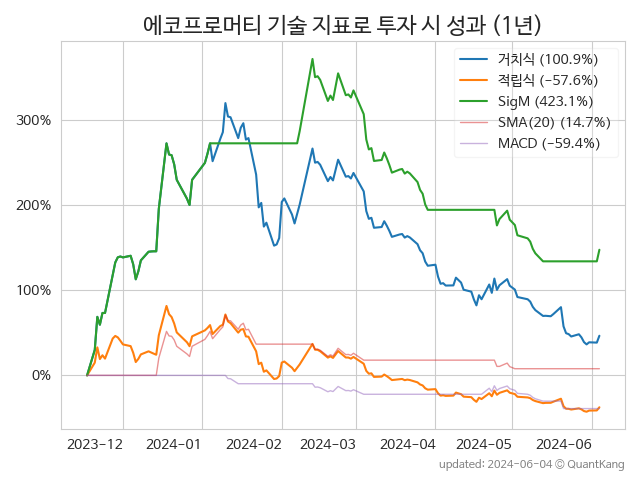 에코프로머티 기술 지표로 투자 시 성과 (1년)
거치식 (100.9%)
적립식 (−57.6%)
SigM (423.1%)
SMA(20) (14.7%)
MACD (−59.4%)
300%
200%
100%
0%
2023-12 2024-01 2024-02 2024-03 2024-04 2024-05 2024-06
updated: 2024-06-04 © QuantKang